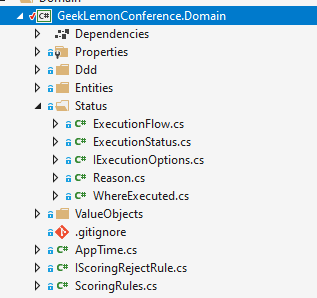 Domain
C# GeekLemonConference.Domain
Dependencies
Properties
Ddd
Entities
Status
C# ExecutionFlow.cs
C# ExecutionStatus.cs
C# IExecutionOptions.cs
C# Reason.cs
C# WhereExecuted.cs
ValueObjects
.gitignore
C# AppTime.cs
C# IScoringRejectRule.cs
C# ScoringRules.cs